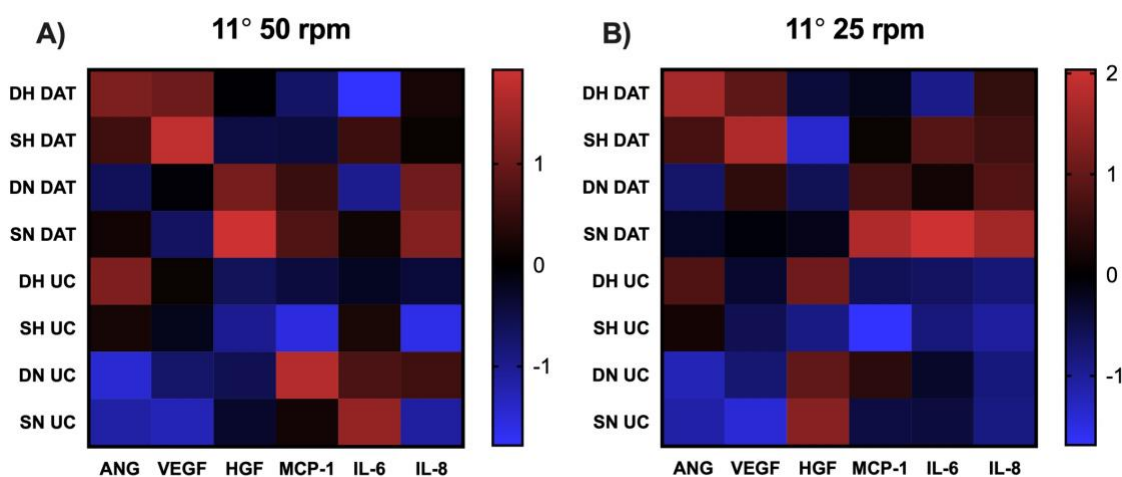 A) 11° 50 rpm
DH DAT
SH DAT
DN DAT
SN DAT
DH UC
SH UC
DN UC
SN UC
ANG VEGF HGF MCP-1 IL-6 IL-8
1
0
-1
B) 11° 25 rpm
DH DAT
SH DAT
DN DAT
SN DAT
DH UC
SH UC
DN UC
SN UC
ANG VEGF HGF MCP-1 IL-6 IL-8
2
1
0
-1